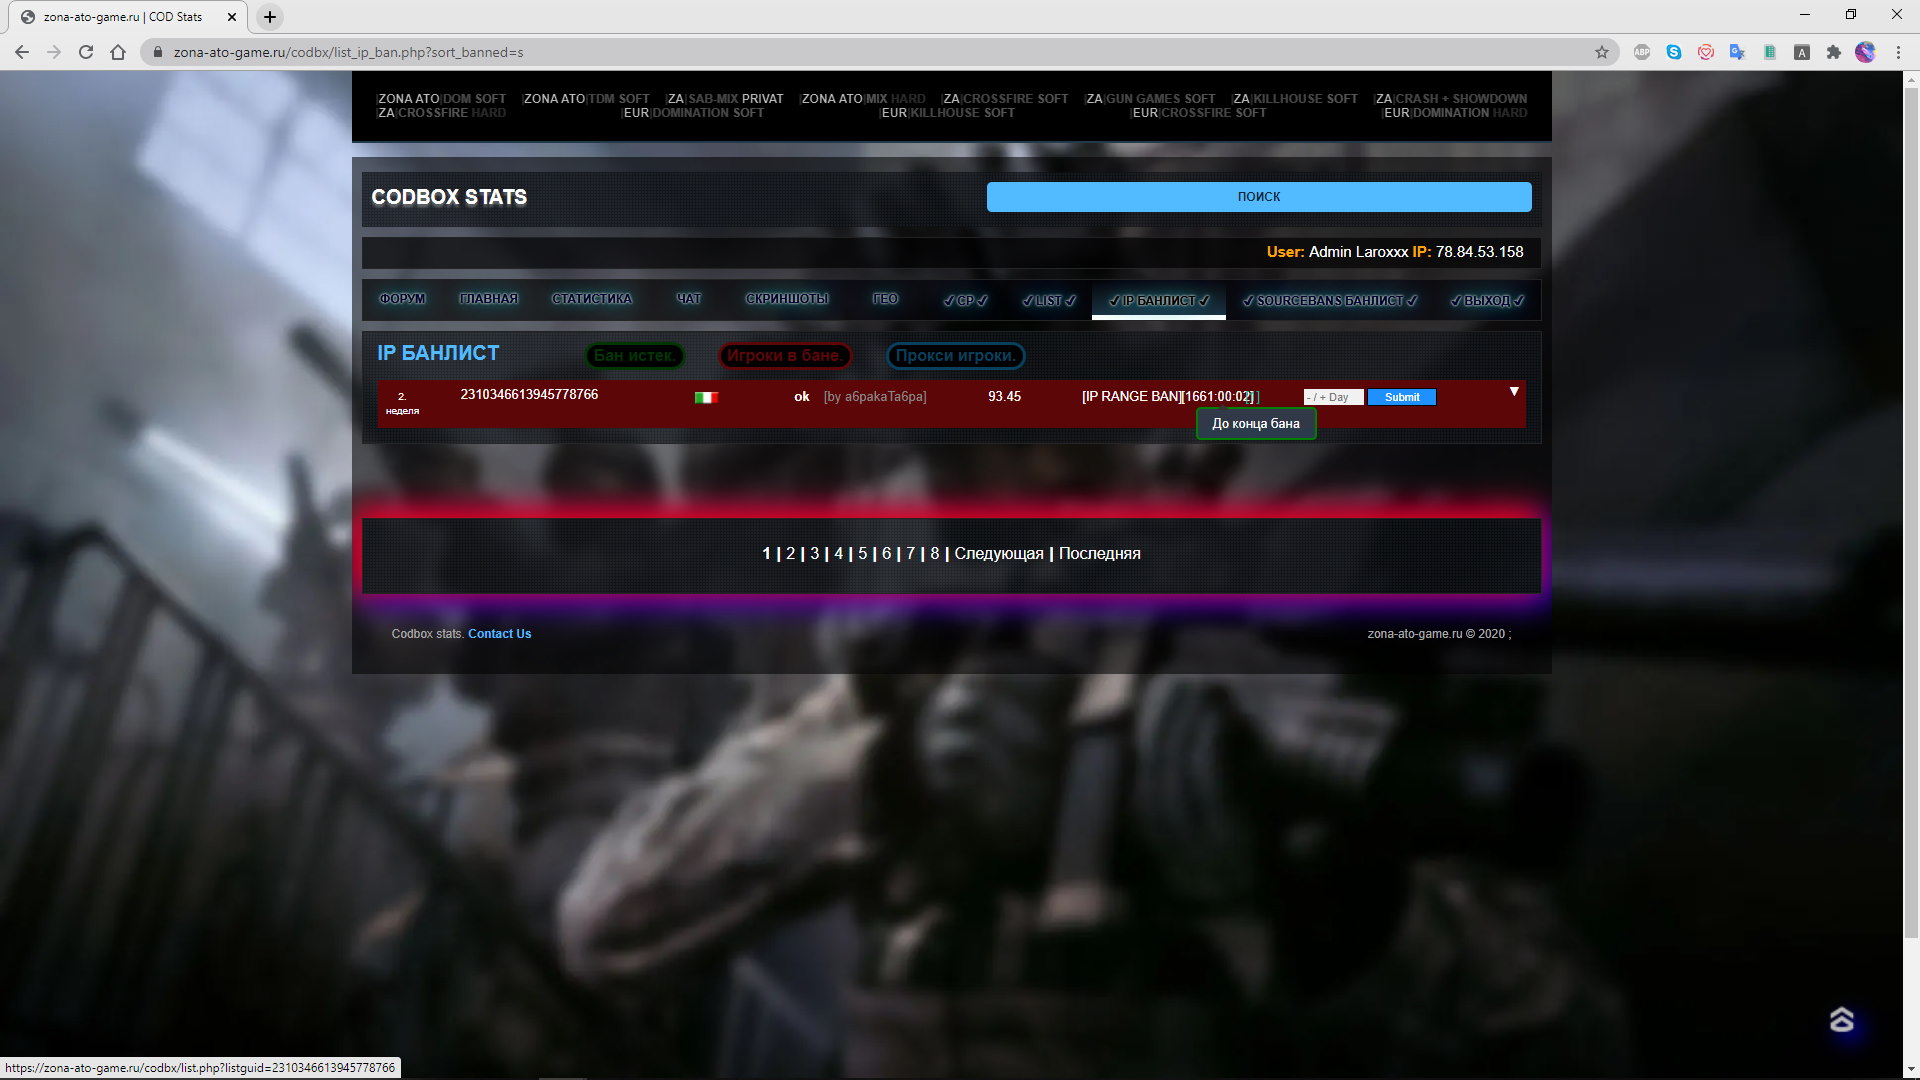 zona-ato-game.ru | COD Stats
zona-ato-game.ru/codbx/list_ip_ban.php?sort_banned=s
|ZONA ATO|DOM SOFT |ZONA ATO|TDM SOFT |ZA|SAB-MIX PRIVAT |ZONA ATO|MIX HARD |ZA|CROSSFIRE SOFT |ZA|GUN GAMES SOFT |ZA|KILLHOUSE SOFT |ZA|CRASH + SHOWDOWN
|ZA|CROSSFIRE HARD |EUR|DOMINATION SOFT |EUR|KILLHOUSE SOFT |EUR|CROSSFIRE SOFT |EUR|DOMINATION HARD
CODBOX STATS
ПОИСК
User: Admin Laroxxx IP: 78.84.53.158
ФОРУМ ГЛАВНАЯ СТАТИСТИКА ЧАТ СКРИНШОТЫ ГЕО ✓ CP ✓ ✓ LIST ✓ ✓ IP БАНЛИСТ ✓ ✓ SOURCEBANS БАНЛИСТ ✓ ✓ ВЫХОД ✓
IP БАНЛИСТ Бан истек. Игроки в бане. Прокси игроки.
2. 2310346613945778766 ok [by a6pakaTa6pa] 93.45 [IP RANGE BAN][1661:00:02] - / + Day Submit ▼
неделя
До конца бана
1 | 2 | 3 | 4 | 5 | 6 | 7 | 8 | Следующая | Последняя
Codbox stats. Contact Us zona-ato-game.ru © 2020 ;
https://zona-ato-game.ru/codbx/list.php?listguid=2310346613945778766